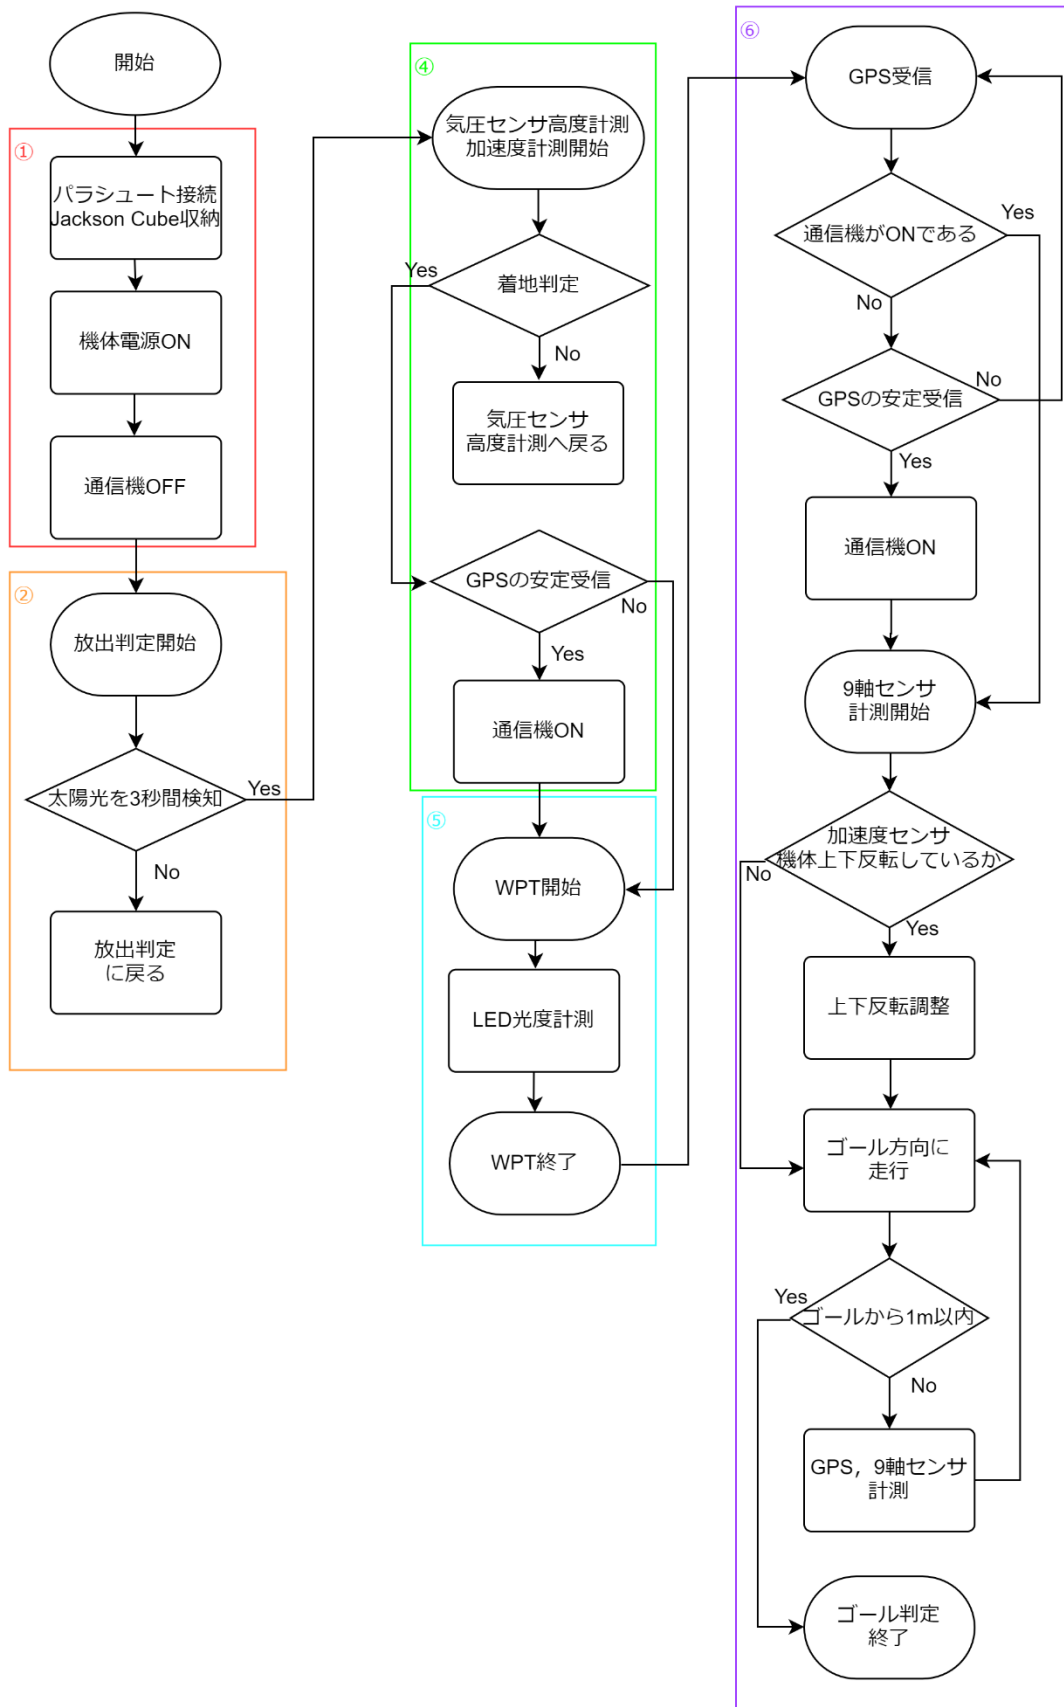 開始
①
パラシュート接続
Jackson Cube収納
機体電源ON
通信機OFF
②
放出判定開始
太陽光を3秒間検知
Yes
No
放出判定
に戻る
④
気圧センサ高度計測
加速度計測開始
着地判定
Yes
No
気圧センサ
高度計測へ戻る
GPSの安定受信
No
Yes
通信機ON
⑤
WPT開始
LED光度計測
WPT終了
⑥
GPS受信
通信機がONである
Yes
No
GPSの安定受信
No
Yes
通信機ON
9軸センサ
計測開始
加速度センサ
機体上下反転しているか
No
Yes
上下反転調整
ゴール方向に
走行
ゴールから1m以内
Yes
No
GPS，9軸センサ
計測
ゴール判定
終了